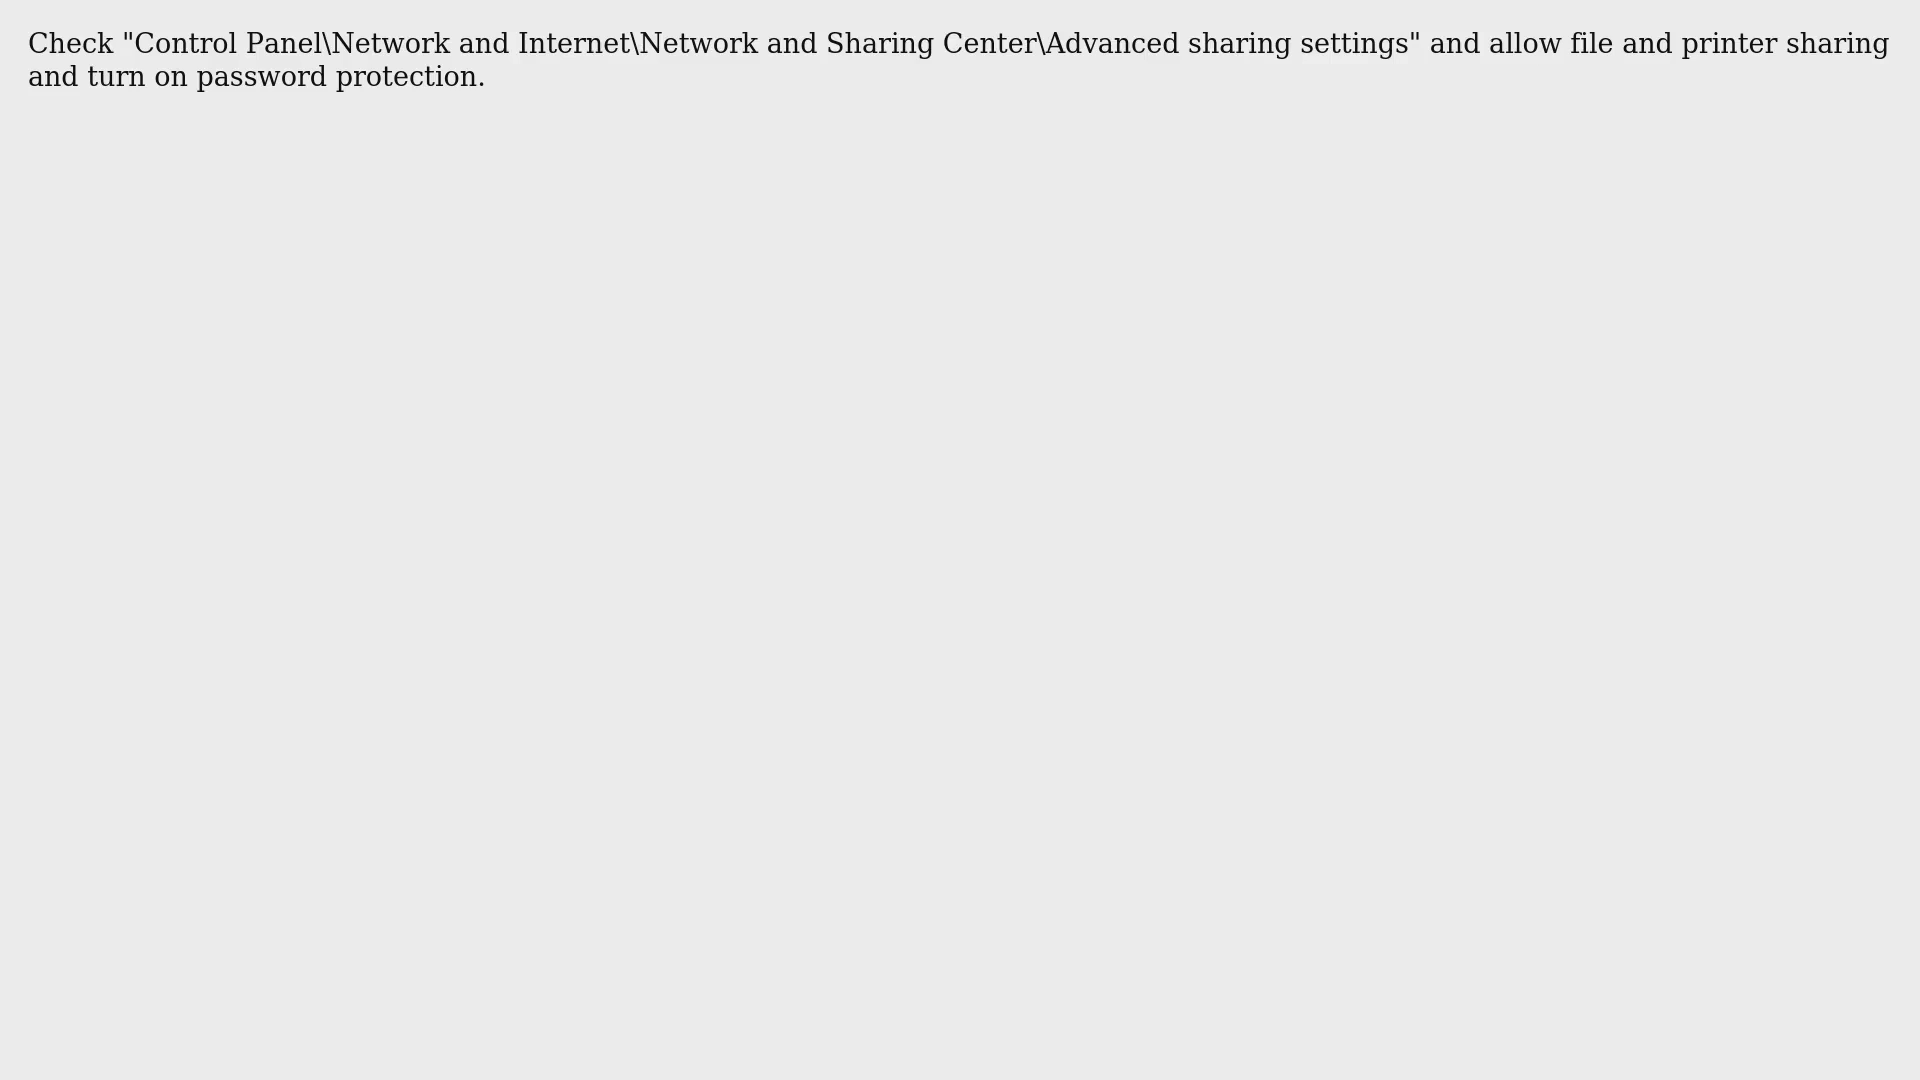 Check "Control Panel\Network and Internet\Network and Sharing Center\Advanced sharing settings" and allow file and printer sharing
and turn on password protection.